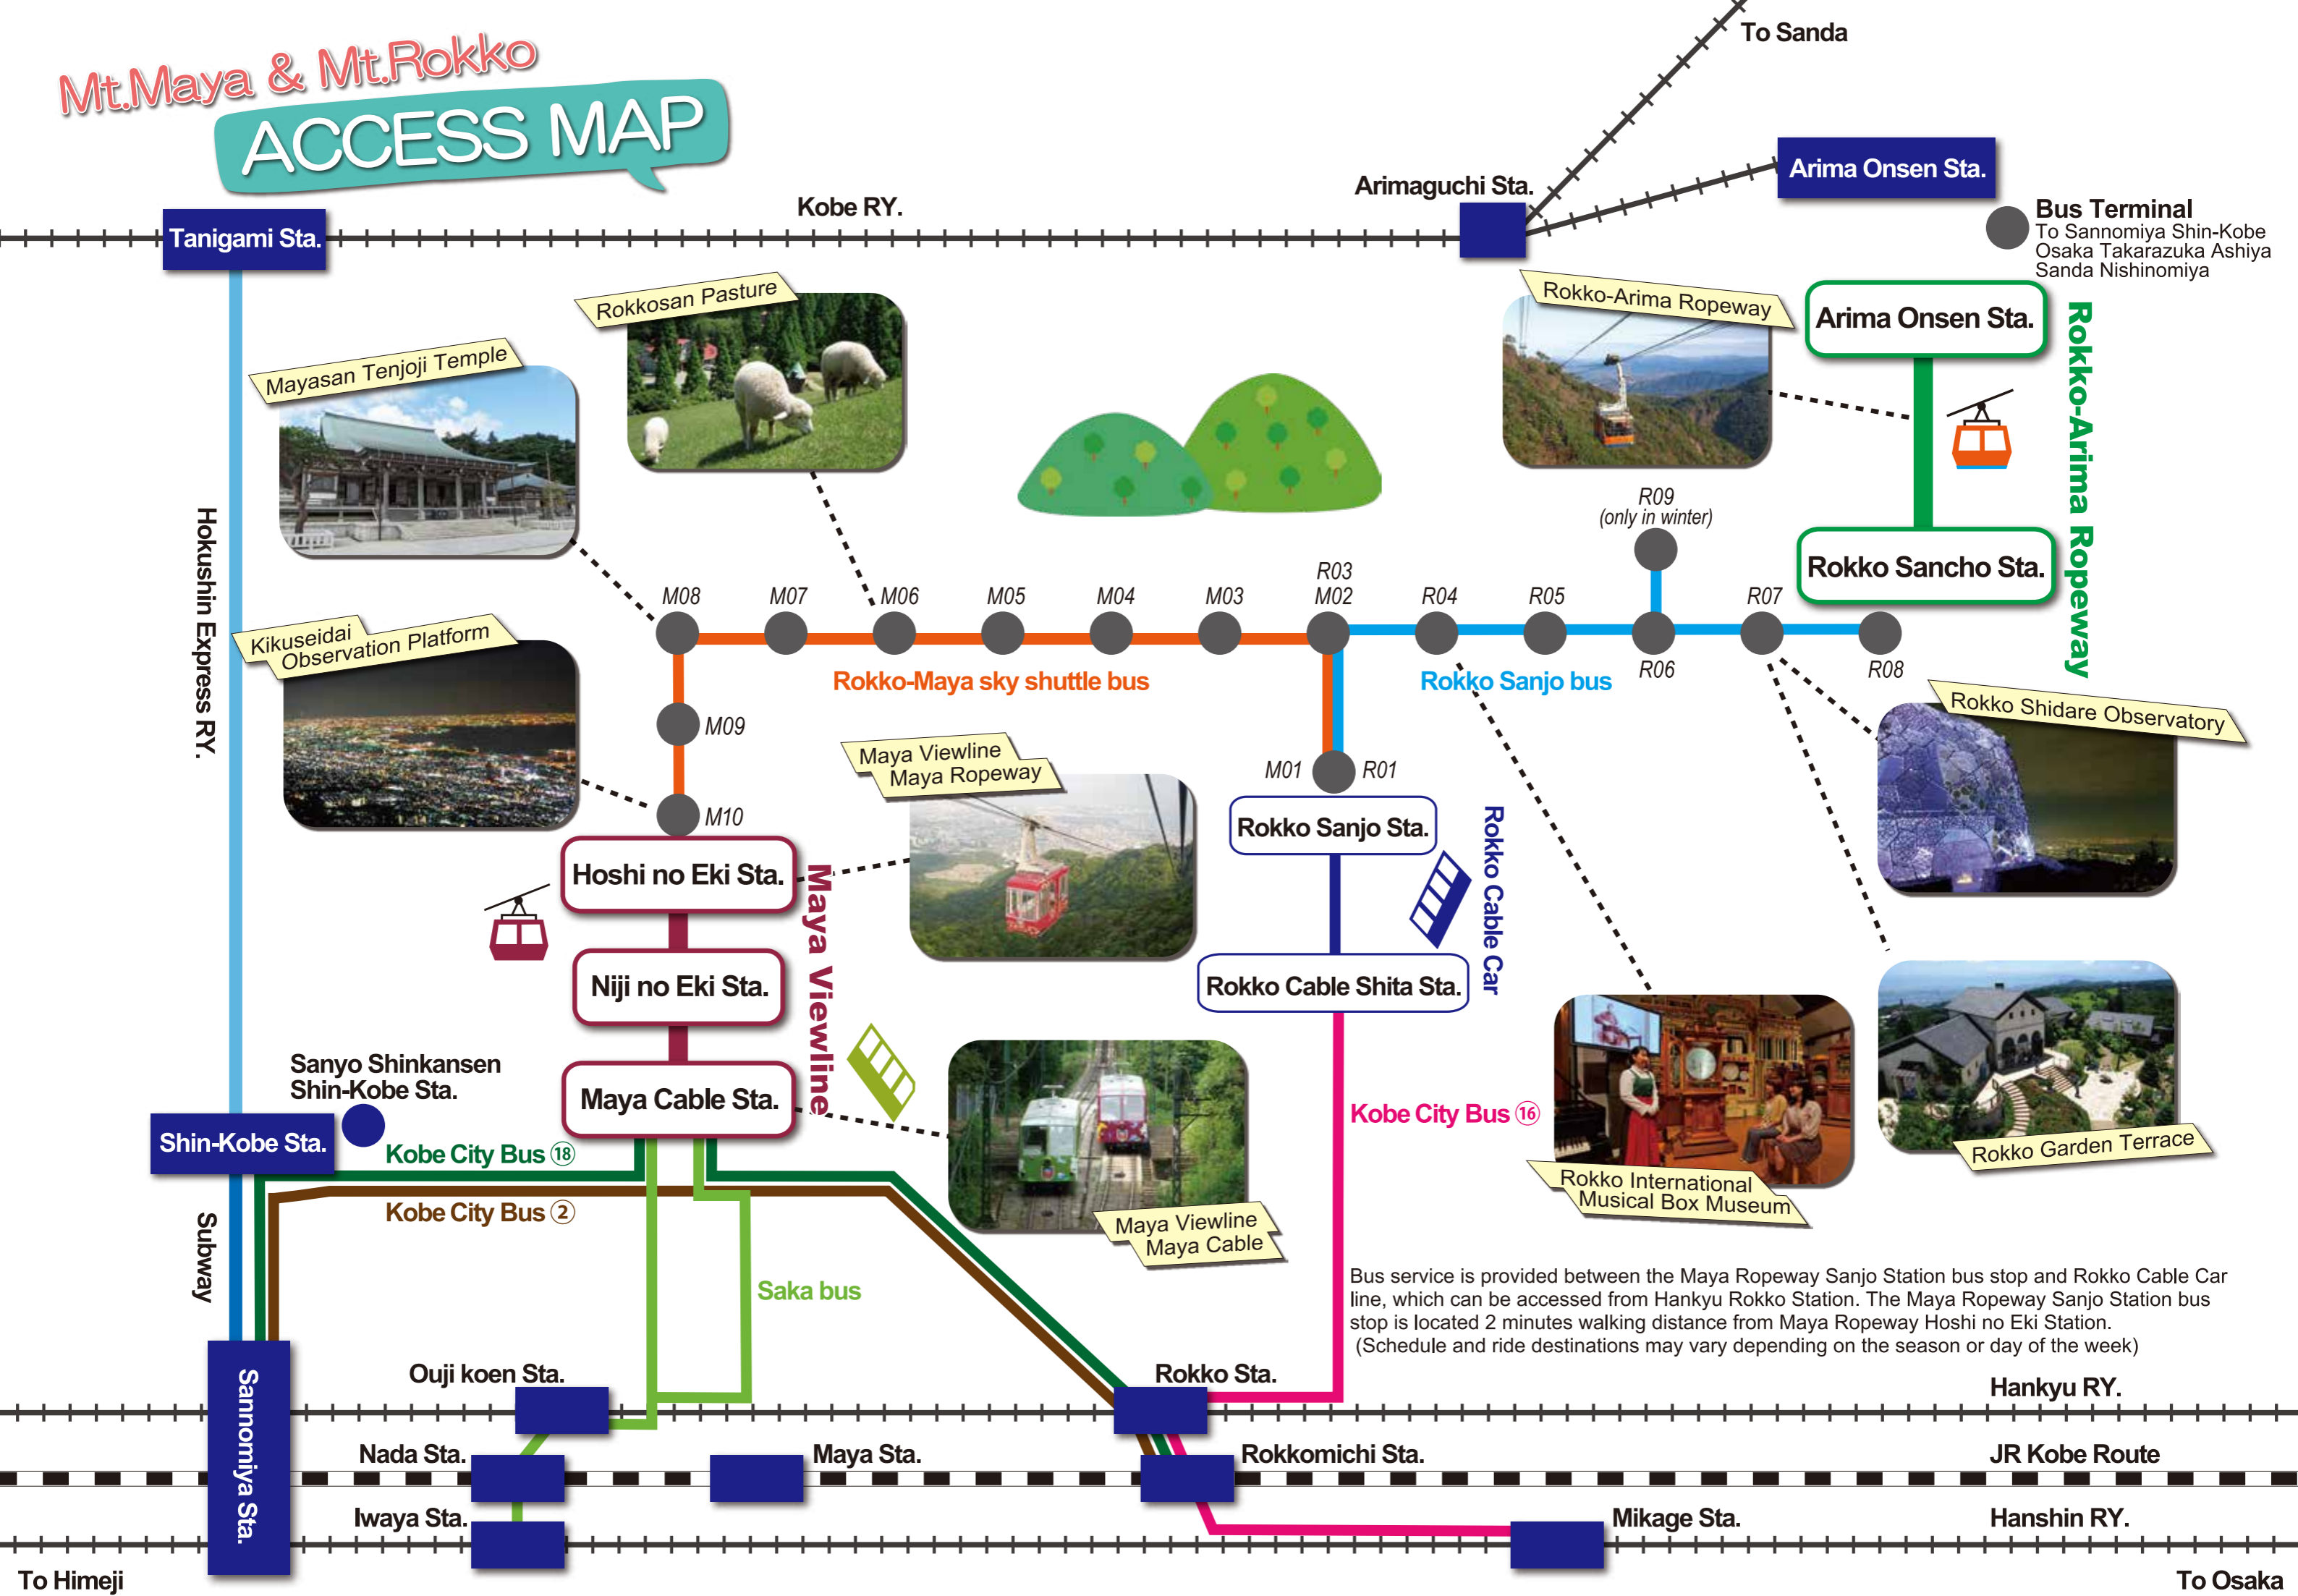 Mt.Maya & Mt.Rokko
ACCESS MAP
To Sanda
Arima Onsen Sta.
Arimaguchi Sta.
Kobe RY.
Tanigami Sta.
Bus Terminal
To Sannomiya Shin-Kobe
Osaka Takarazuka Ashiya
Sanda Nishinomiya
Rokkosan Pasture
Rokko-Arima Ropeway
Arima Onsen Sta.
Rokko-Arima Ropeway
Mayasan Tenjoji Temple
R09
(only in winter)
Rokko Sancho Sta.
Hokushin Express RY.
M08
M07
M06
M05
M04
M03
R03
M02
R04
R05
R06
R07
R08
Kikuseidai
Observation Platform
Rokko-Maya sky shuttle bus
Rokko Sanjo bus
Rokko Shidare Observatory
M09
Maya Viewline
Maya Ropeway
M01
R01
M10
Rokko Sanjo Sta.
Rokko Cable Car
Hoshi no Eki Sta.
Maya Viewline
Niji no Eki Sta.
Rokko Cable Shita Sta.
Sanyo Shinkansen
Shin-Kobe Sta.
Maya Cable Sta.
Kobe City Bus ⑯
Shin-Kobe Sta.
Kobe City Bus ⑱
Rokko Garden Terrace
Rokko International
Musical Box Museum
Kobe City Bus ②
Maya Viewline
Maya Cable
Subway
Saka bus
Bus service is provided between the Maya Ropeway Sanjo Station bus stop and Rokko Cable Car
line, which can be accessed from Hankyu Rokko Station. The Maya Ropeway Sanjo Station bus
stop is located 2 minutes walking distance from Maya Ropeway Hoshi no Eki Station.
(Schedule and ride destinations may vary depending on the season or day of the week)
Sannomiya Sta.
Ouji koen Sta.
Rokko Sta.
Hankyu RY.
Nada Sta.
Maya Sta.
Rokkomichi Sta.
JR Kobe Route
Iwaya Sta.
Mikage Sta.
Hanshin RY.
To Himeji
To Osaka